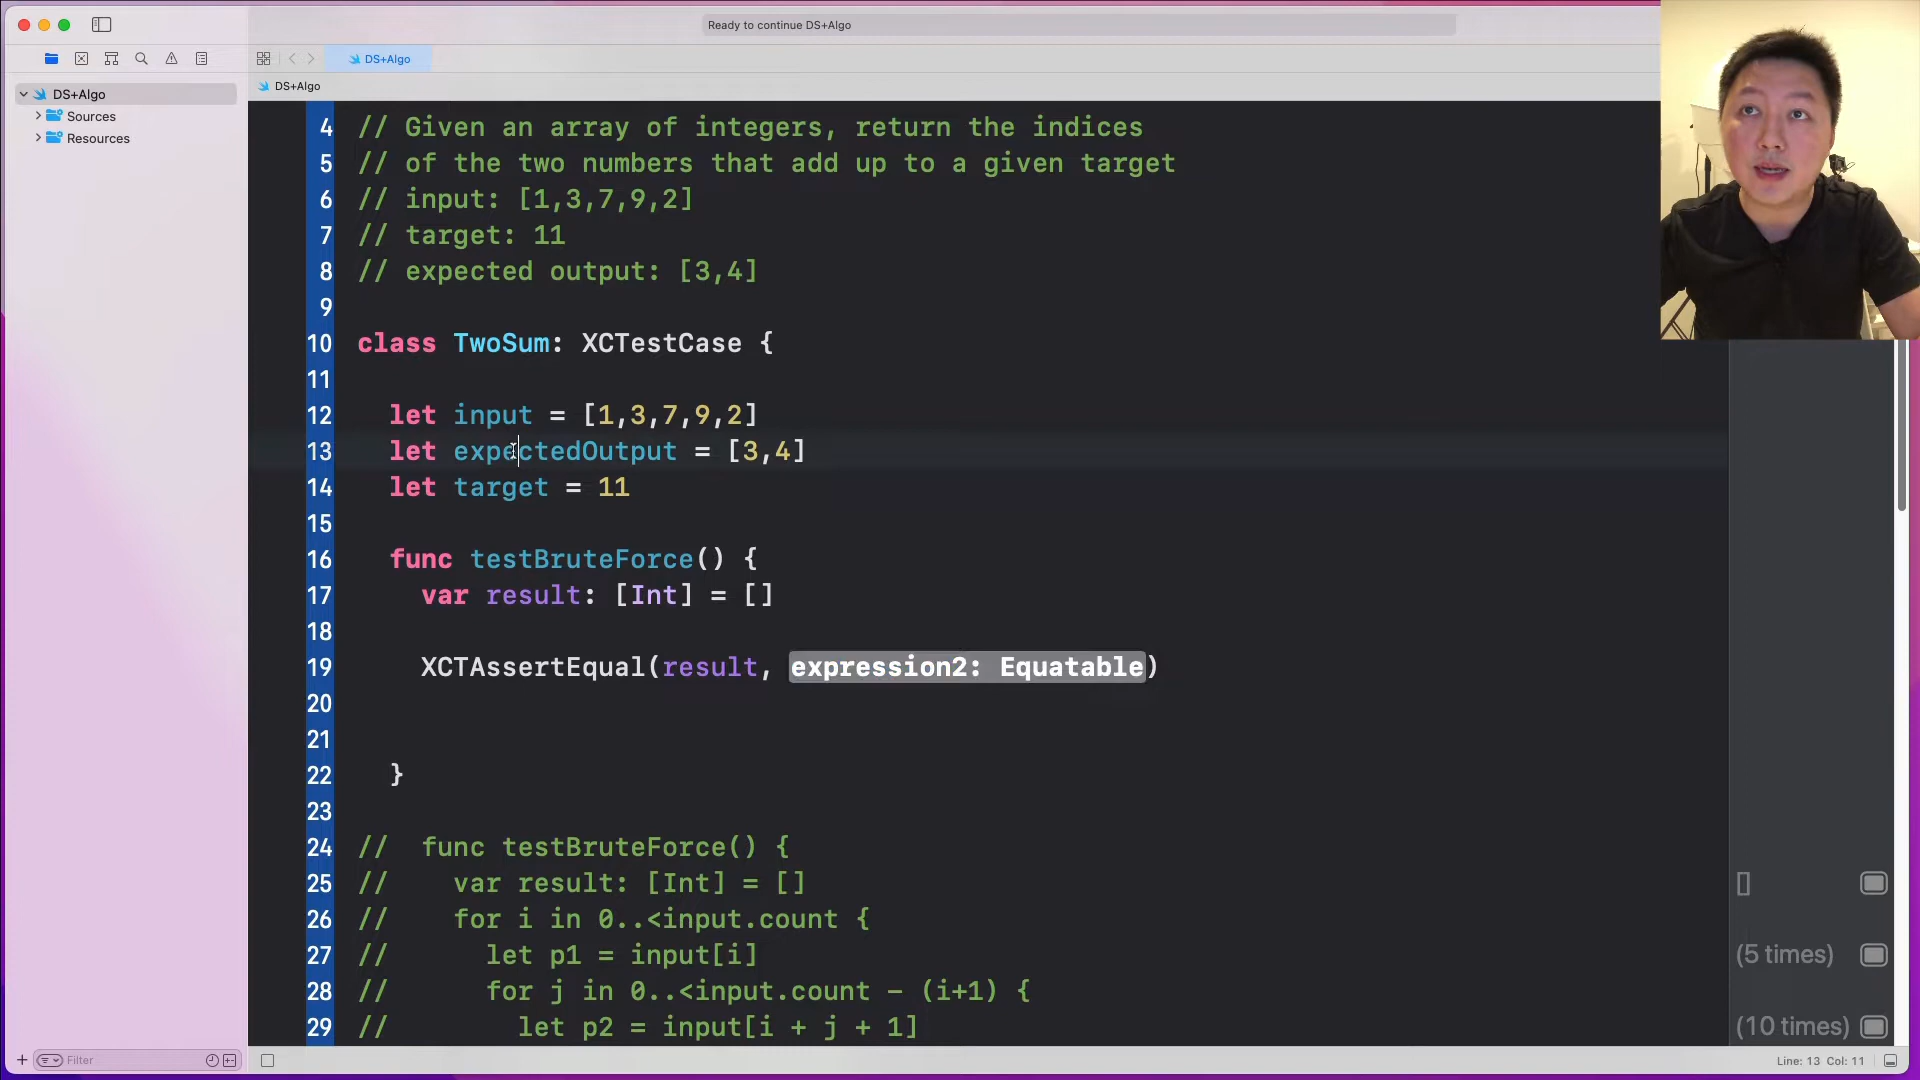 Ready to continue DS+Algo
DS+Algo
DS+Algo
DS+Algo
Sources
Resources
4 // Given an array of integers, return the indices
5 // of the two numbers that add up to a given target
6 // input: [1,3,7,9,2]
7 // target: 11
8 // expected output: [3,4]
9
10 class TwoSum: XCTestCase {
11
12 let input = [1,3,7,9,2]
13 let expectedOutput = [3,4]
14 let target = 11
15
16 func testBruteForce() {
17 var result: [Int] = []
18
19 XCTAssertEqual(result, expression2: Equatable)
20
21
22 }
23
24 // func testBruteForce() {
25 // var result: [Int] = []
26 // for i in 0..<input.count {
27 // let p1 = input[i]
(5 times)
28 // for j in 0..<input.count - (i+1) {
29 // let p2 = input[i + j + 1]
(10 times)
Filter
Line: 13 Col: 11